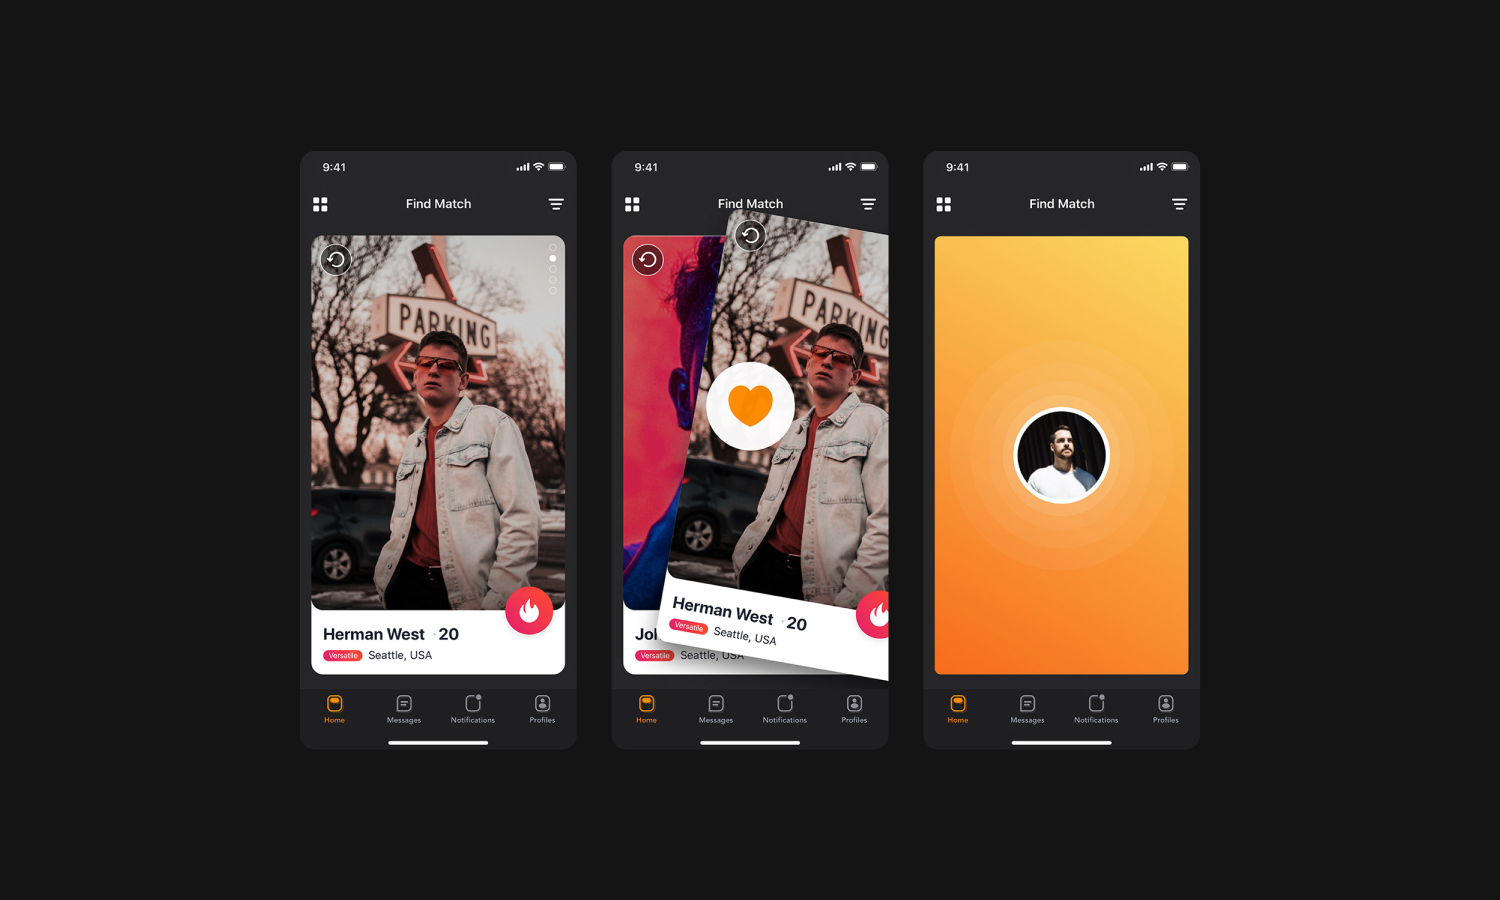 9:41
Find Match
PARKING
Herman West · 20
Versatile Seattle, USA
Home Messages Notifications Profiles
9:41
Find Match
PARKING
Herman West · 20
Versatile Seattle, USA
Versatile Seattle, USA
Home Messages Notifications Profiles
9:41
Find Match
Home Messages Notifications Profiles